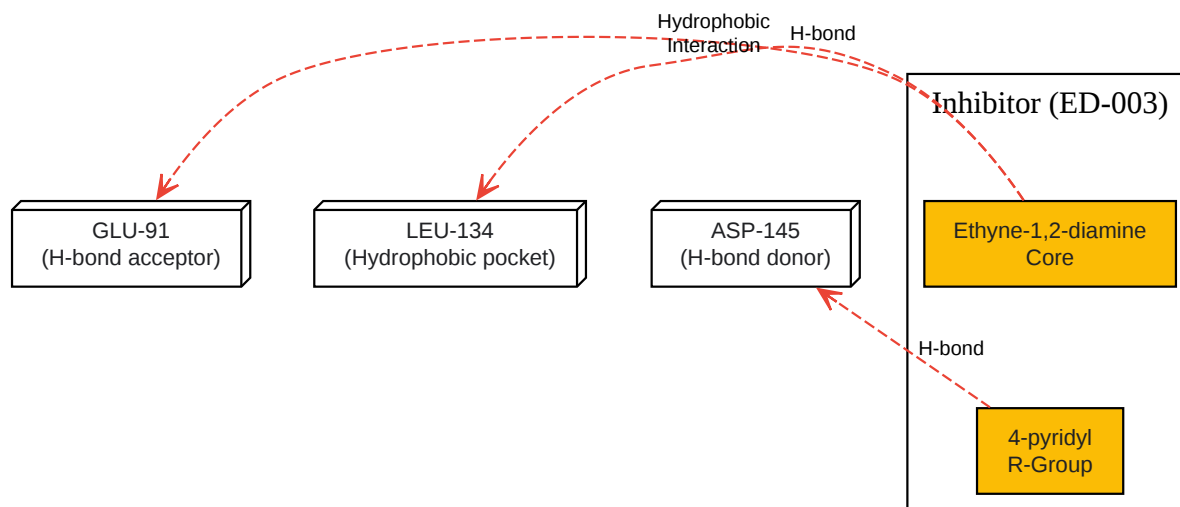 Hydrophobic
Interaction
H-bond
Inhibitor (ED-003)
GLU-91
(H-bond acceptor)
LEU-134
(Hydrophobic pocket)
ASP-145
(H-bond donor)
Ethyne-1,2-diamine
Core
H-bond
4-pyridyl
R-Group